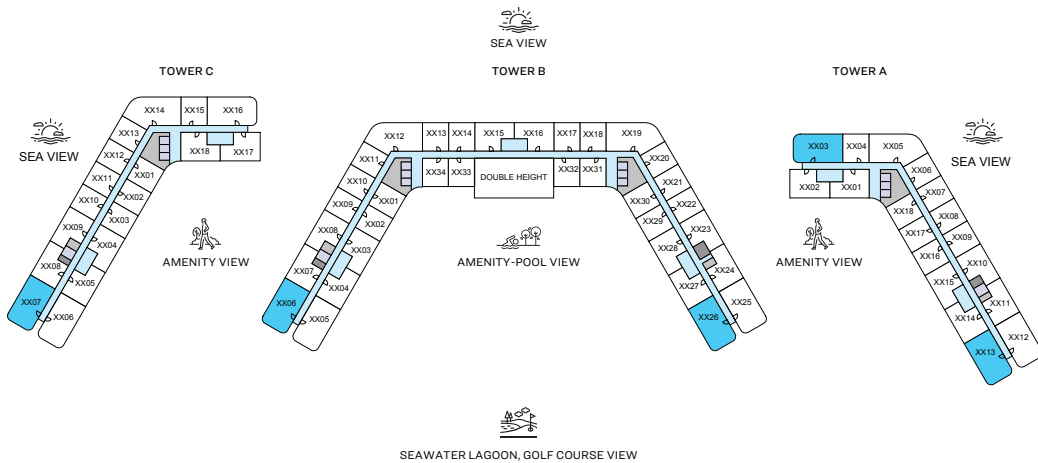 SEA VIEW
TOWER C
TOWER B
TOWER A
SEA VIEW
SEA VIEW
XX14
XX15
XX16
XX13
XX18
XX17
XX12
XX01
XX11
XX02
XX10
XX03
XX09
XX04
XX08
XX05
XX07
XX06
AMENITY VIEW
XX12
XX13
XX14
XX15
XX16
XX17
XX18
XX19
XX11
XX34
XX33
DOUBLE HEIGHT
XX32
XX31
XX20
XX10
XX01
XX30
XX21
XX09
XX02
XX29
XX22
XX08
XX03
XX28
XX23
XX07
XX04
XX27
XX24
XX06
XX05
XX26
XX25
AMENITY-POOL VIEW
XX03
XX04
XX05
XX02
XX01
XX06
XX18
XX07
XX17
XX08
XX16
XX09
XX15
XX10
XX14
XX11
XX13
XX12
AMENITY VIEW
SEAWATER LAGOON, GOLF COURSE VIEW